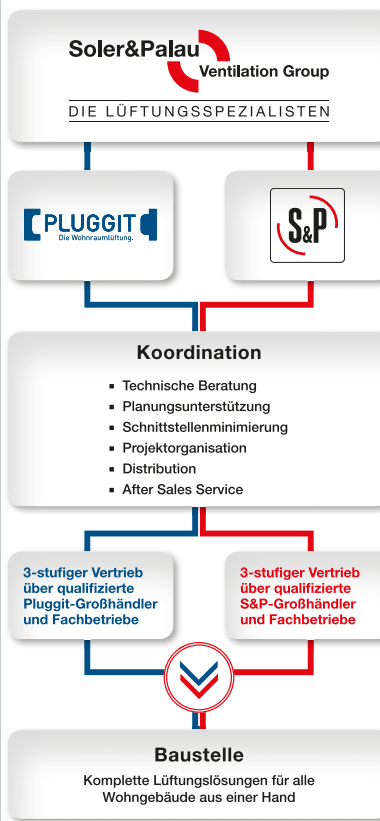 Soler&Palau
Ventilation Group
DIE LÜFTUNGSSPEZIALISTEN
PLUGGIT
Die Wohnraumlüftung.
S&P
Koordination
▪ Technische Beratung
▪ Planungsunterstützung
▪ Schnittstellenminimierung
▪ Projektorganisation
▪ Distribution
▪ After Sales Service
3-stufiger Vertrieb
über qualifizierte
Pluggit-Großhändler
und Fachbetriebe
3-stufiger Vertrieb
über qualifizierte
S&P-Großhändler
und Fachbetriebe
Baustelle
Komplette Lüftungslösungen für alle
Wohngebäude aus einer Hand